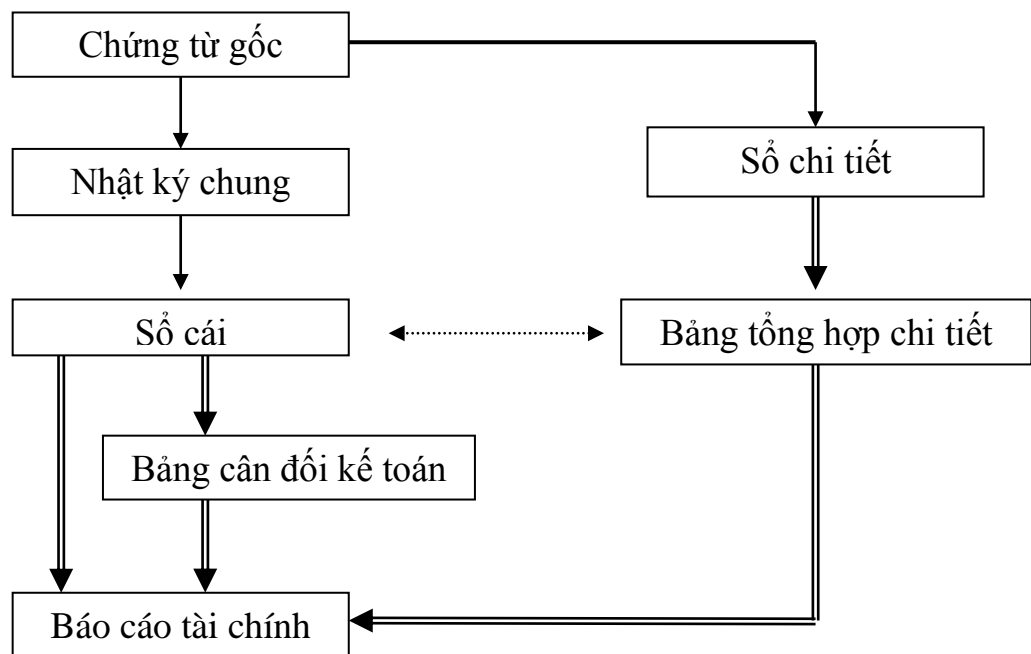 Chứng từ gốc
Sổ chi tiết
Nhật ký chung
Sổ cái
Bảng tổng hợp chi tiết
Bảng cân đối kế toán
Báo cáo tài chính